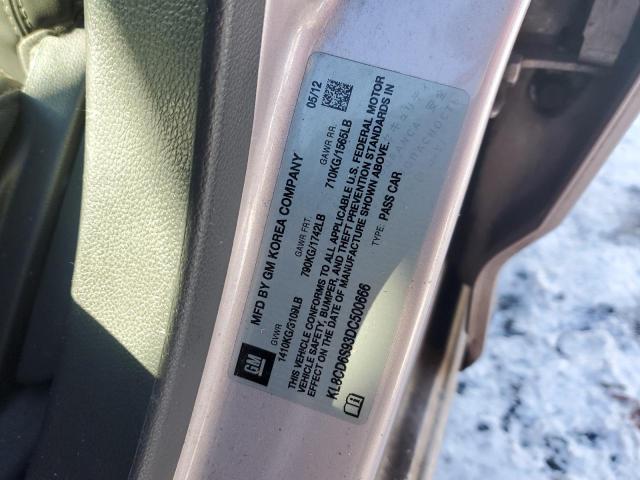 MFD BY GM KOREA COMPANY
05/12
GVWR
GAWR FRT.
GAWR RR.
1410KG/3109LB
790KG/1742LB
710KG/1565LB
THIS VEHICLE CONFORMS TO ALL APPLICABLE U.S. FEDERAL MOTOR
VEHICLE SAFETY, BUMPER, AND THEFT PREVENTION STANDARDS IN
EFFECT ON THE DATE OF MANUFACTURE SHOWN ABOVE.
KL8CD6S93DC500666
TYPE: PASS CAR
GM